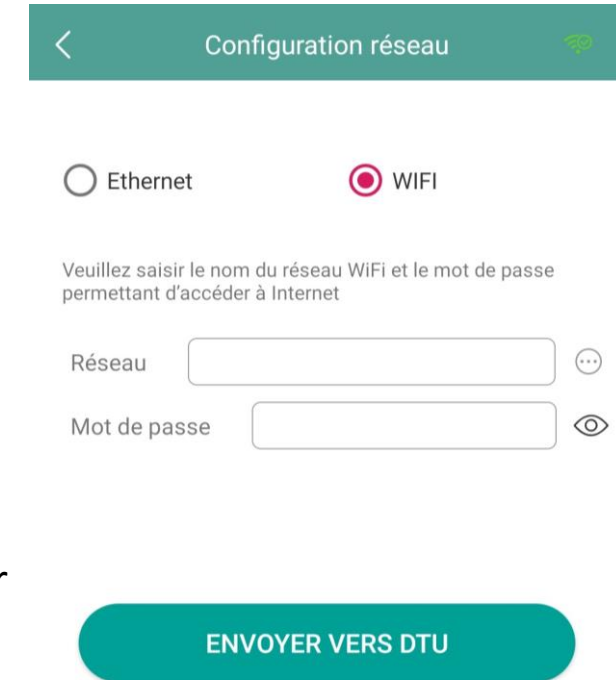 Configuration réseau
Ethernet
WIFI
Veuillez saisir le nom du réseau WiFi et le mot de passe
permettant d'accéder à Internet
Réseau
Mot de passe
r
ENVOYER VERS DTU